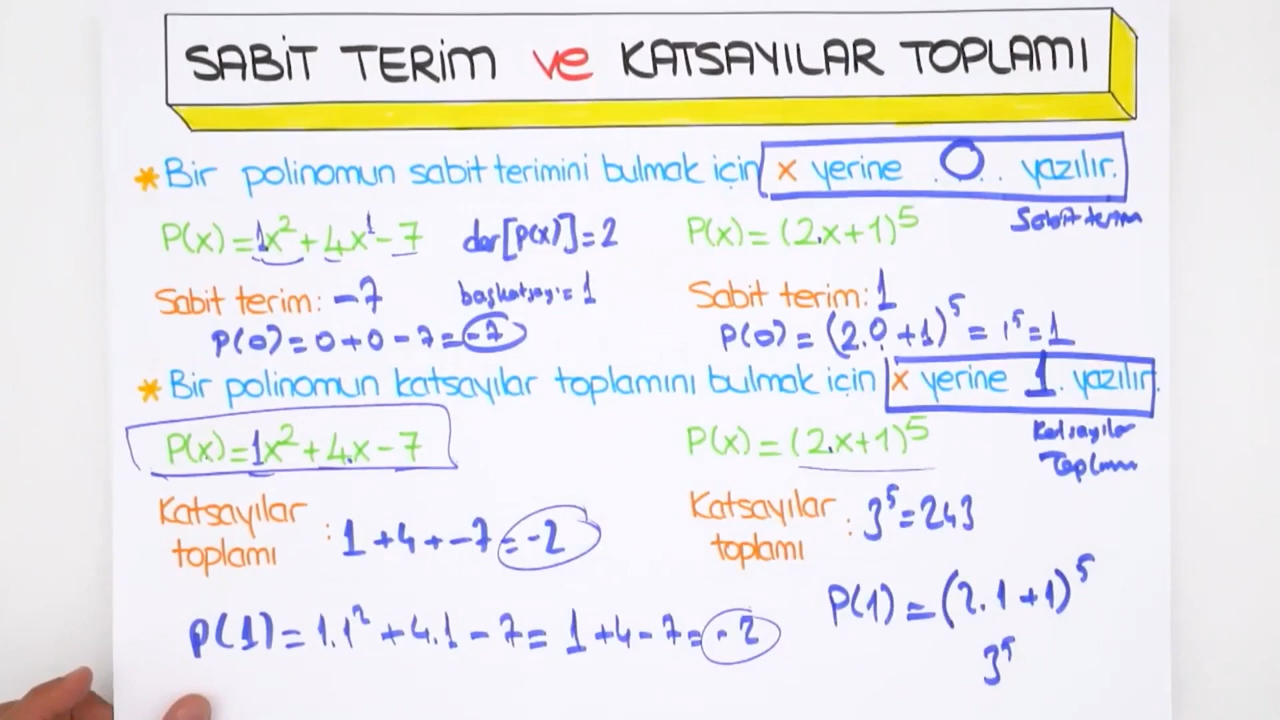 SABİT TERİM ve KATSAYILAR TOPLAMI
* Bir polinomun sabit terimini bulmak için x yerine .0.. yazılır.
Sabit terim
P(x) = 1x² + 4x¹ - 7 der[P(x)] = 2
Sabit terim: -7 başkatsayı = 1
P(0) = 0 + 0 - 7 = -7
P(x) = (2.x+1)⁵
Sabit terim: 1
P(0) = (2.0+1)⁵ = 1⁵ = 1
* Bir polinomun katsayılar toplamını bulmak için x yerine 1. yazılır.
Katsayılar
Toplamı
P(x) = 1x² + 4.x - 7
Katsayılar
toplamı : 1 + 4 + -7 = -2
P(1) = 1.1² + 4.1 - 7 = 1 + 4 - 7 = -2
P(x) = (2.x+1)⁵
Katsayılar
toplamı : 3⁵ = 243
P(1) = (2.1+1)⁵
3⁵